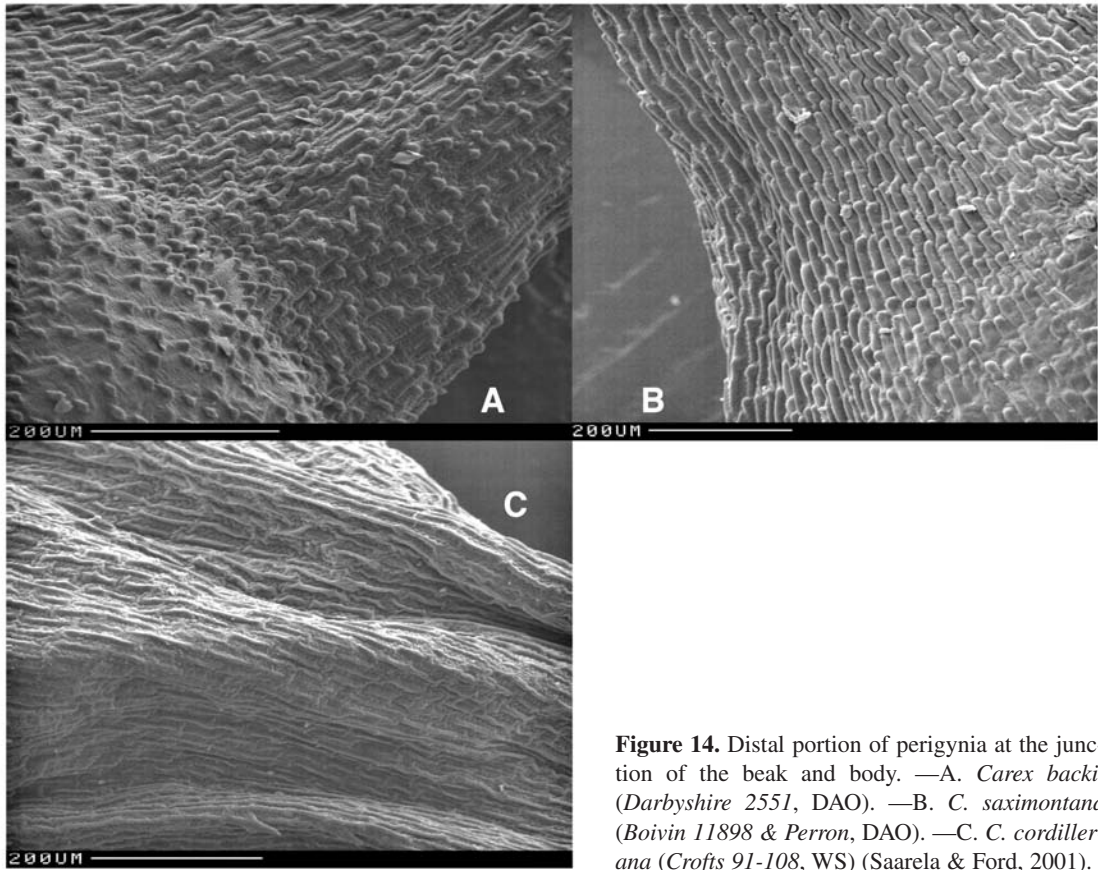 A
B
200UM
200UM
C
200UM
Figure 14. Distal portion of perigynia at the junc-
tion of the beak and body. —A. Carex backi
(Darbyshire 2551, DAO). —B. C. saximontana
(Boivin 11898 & Perron, DAO). —C. C. cordiller
ana (Crofts 91-108, WS) (Saarela & Ford, 2001).